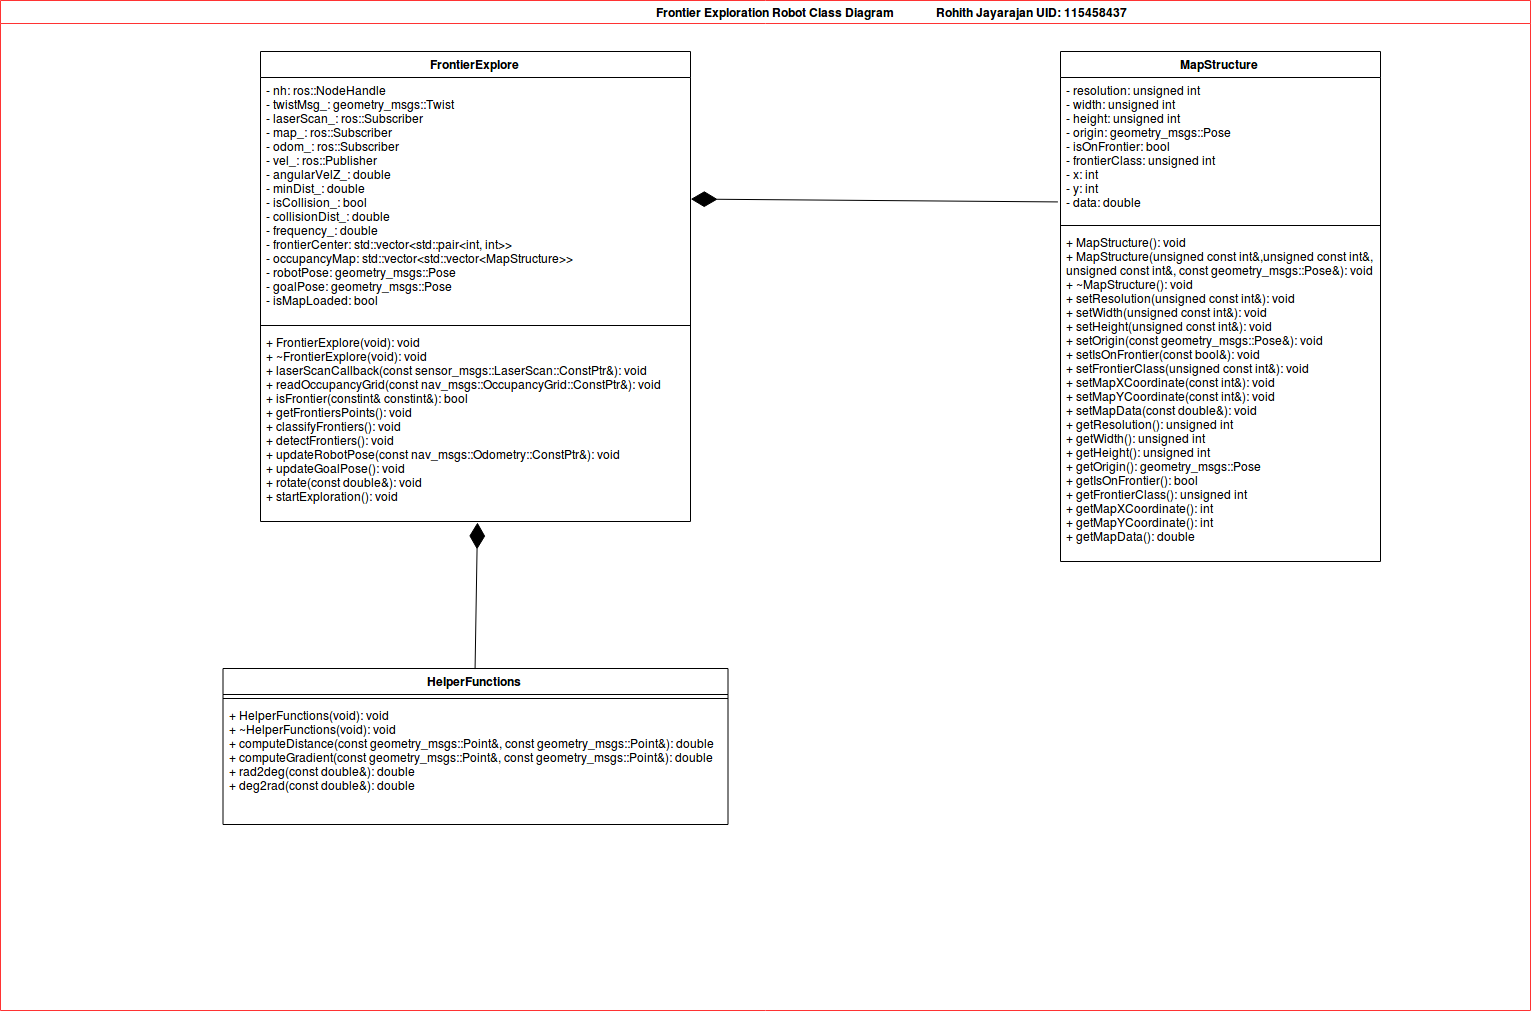 Frontier Exploration Robot Class Diagram Rohith Jayarajan UID: 115458437
FrontierExplore
- nh: ros::NodeHandle
- twistMsg_: geometry_msgs::Twist
- laserScan_: ros::Subscriber
- map_: ros::Subscriber
- odom_: ros::Subscriber
- vel_: ros::Publisher
- angularVelZ_: double
- minDist_: double
- isCollision_: bool
- collisionDist_: double
- frequency_: double
- frontierCenter: std::vector<std::pair<int, int>>
- occupancyMap: std::vector<std::vector<MapStructure>>
- robotPose: geometry_msgs::Pose
- goalPose: geometry_msgs::Pose
- isMapLoaded: bool
+ FrontierExplore(void): void
+ ~FrontierExplore(void): void
+ laserScanCallback(const sensor_msgs::LaserScan::ConstPtr&): void
+ readOccupancyGrid(const nav_msgs::OccupancyGrid::ConstPtr&): void
+ isFrontier(constint& constint&): bool
+ getFrontiersPoints(): void
+ classifyFrontiers(): void
+ detectFrontiers(): void
+ updateRobotPose(const nav_msgs::Odometry::ConstPtr&): void
+ updateGoalPose(): void
+ rotate(const double&): void
+ startExploration(): void
MapStructure
- resolution: unsigned int
- width: unsigned int
- height: unsigned int
- origin: geometry_msgs::Pose
- isOnFrontier: bool
- frontierClass: unsigned int
- x: int
- y: int
- data: double
+ MapStructure(): void
+ MapStructure(unsigned const int&,unsigned const int&,
unsigned const int&, const geometry_msgs::Pose&): void
+ ~MapStructure(): void
+ setResolution(unsigned const int&): void
+ setWidth(unsigned const int&): void
+ setHeight(unsigned const int&): void
+ setOrigin(const geometry_msgs::Pose&): void
+ setIsOnFrontier(const bool&): void
+ setFrontierClass(unsigned const int&): void
+ setMapXCoordinate(const int&): void
+ setMapYCoordinate(const int&): void
+ setMapData(const double&): void
+ getResolution(): unsigned int
+ getWidth(): unsigned int
+ getHeight(): unsigned int
+ getOrigin(): geometry_msgs::Pose
+ getIsOnFrontier(): bool
+ getFrontierClass(): unsigned int
+ getMapXCoordinate(): int
+ getMapYCoordinate(): int
+ getMapData(): double
HelperFunctions
+ HelperFunctions(void): void
+ ~HelperFunctions(void): void
+ computeDistance(const geometry_msgs::Point&, const geometry_msgs::Point&): double
+ computeGradient(const geometry_msgs::Point&, const geometry_msgs::Point&): double
+ rad2deg(const double&): double
+ deg2rad(const double&): double